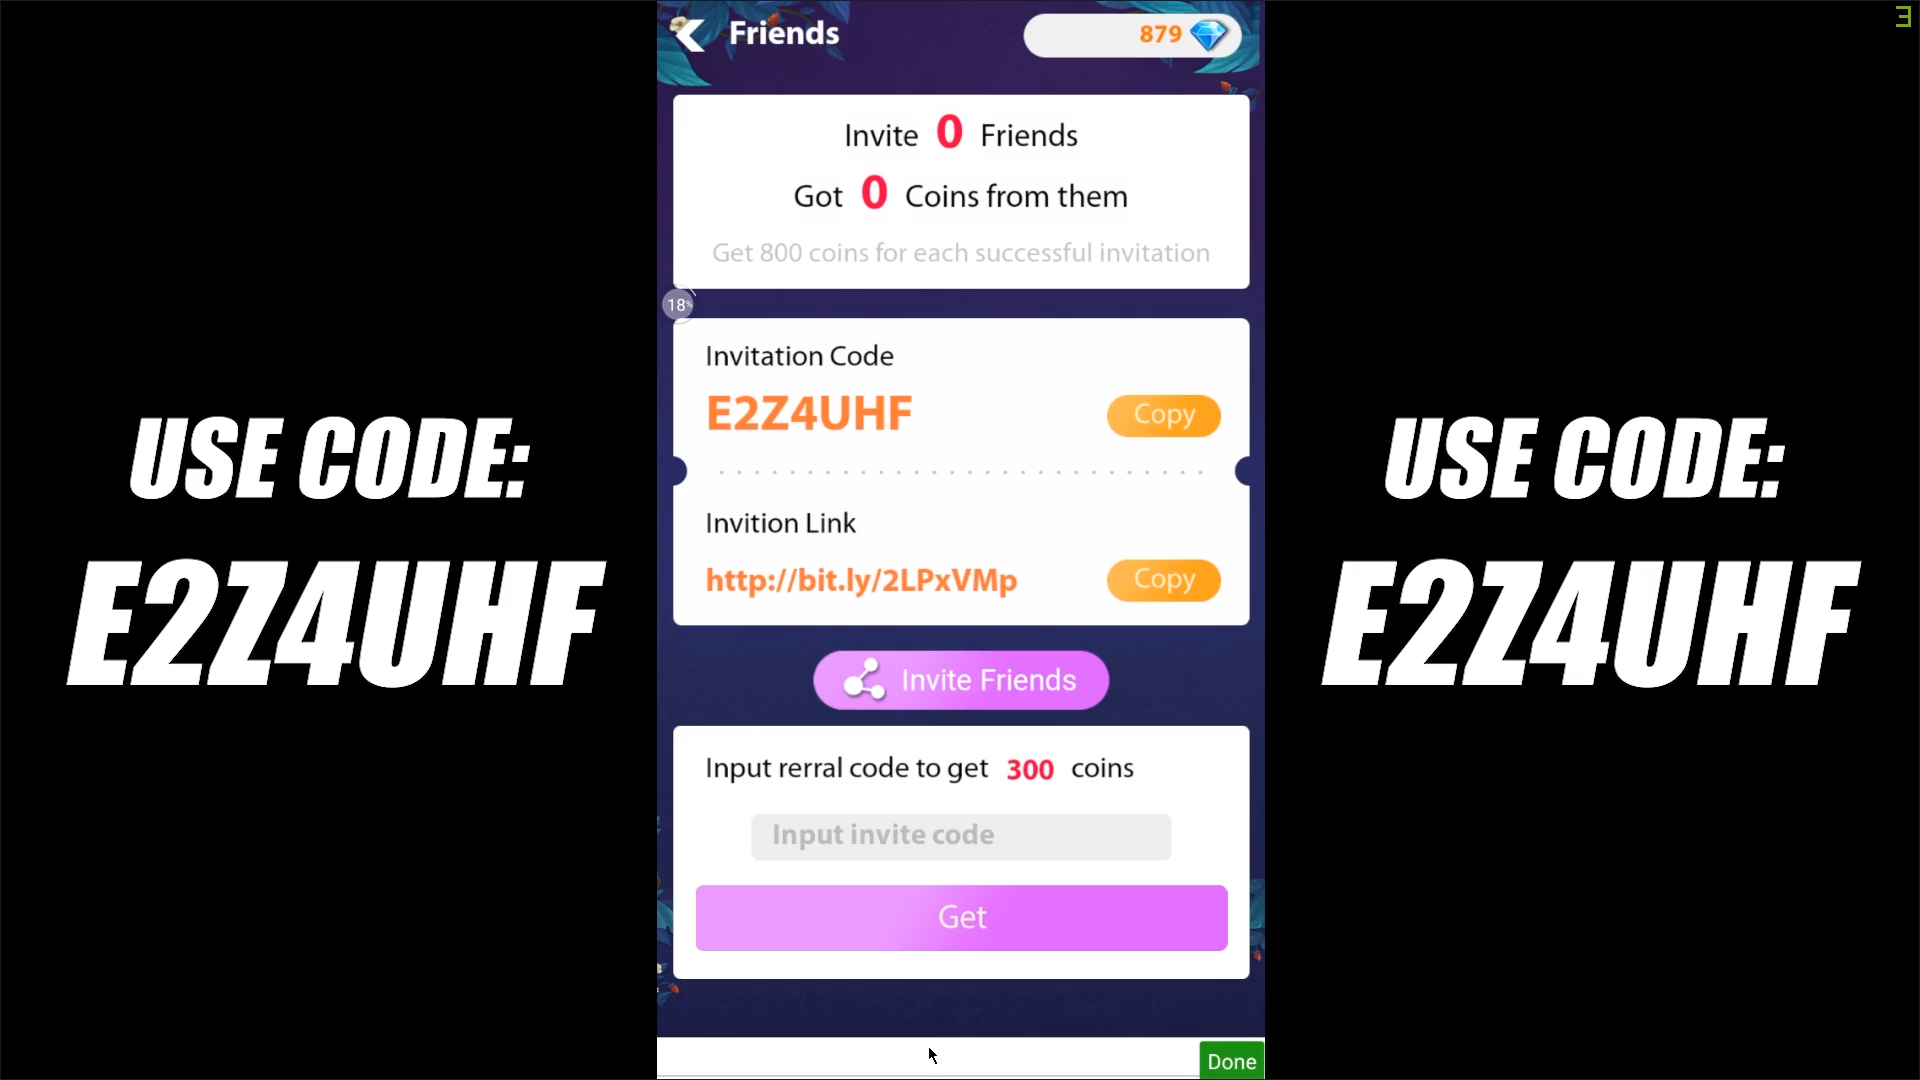 3
Friends
879
Invite 0 Friends
Got 0 Coins from them
Get 800 coins for each successful invitation
18%
Invitation Code
E2Z4UHF
Copy
Invition Link
http://bit.ly/2LPxVMp
Copy
Invite Friends
Input rerral code to get 300 coins
Input invite code
Get
Done
USE CODE:
E2Z4UHF
USE CODE:
E2Z4UHF